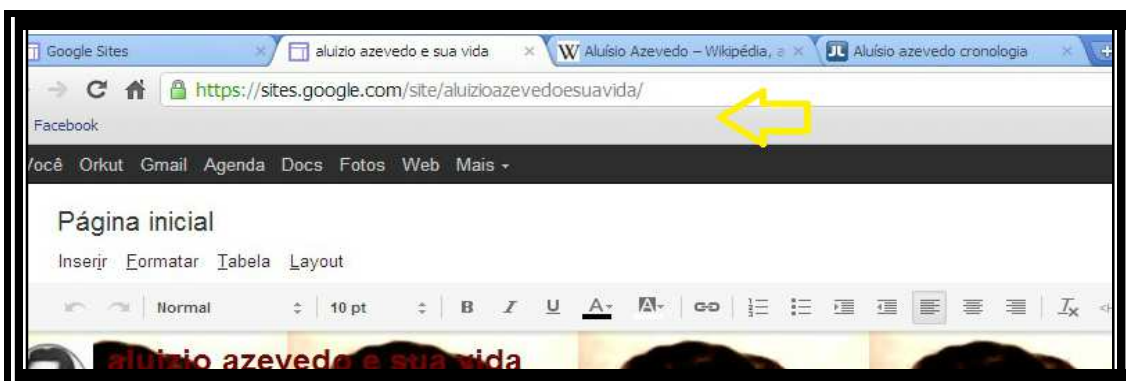 Google Sites aluizio azevedo e sua vida W Aluísio Azevedo – Wikipédia, a JL Aluísio azevedo cronologia
https://sites.google.com/site/aluizioazevedoesuavida/
Facebook
Você Orkut Gmail Agenda Docs Fotos Web Mais
Página inicial
Inserir Formatar Tabela Layout
Normal 10 pt B I U A A Tx
aluizio azevedo e sua vida